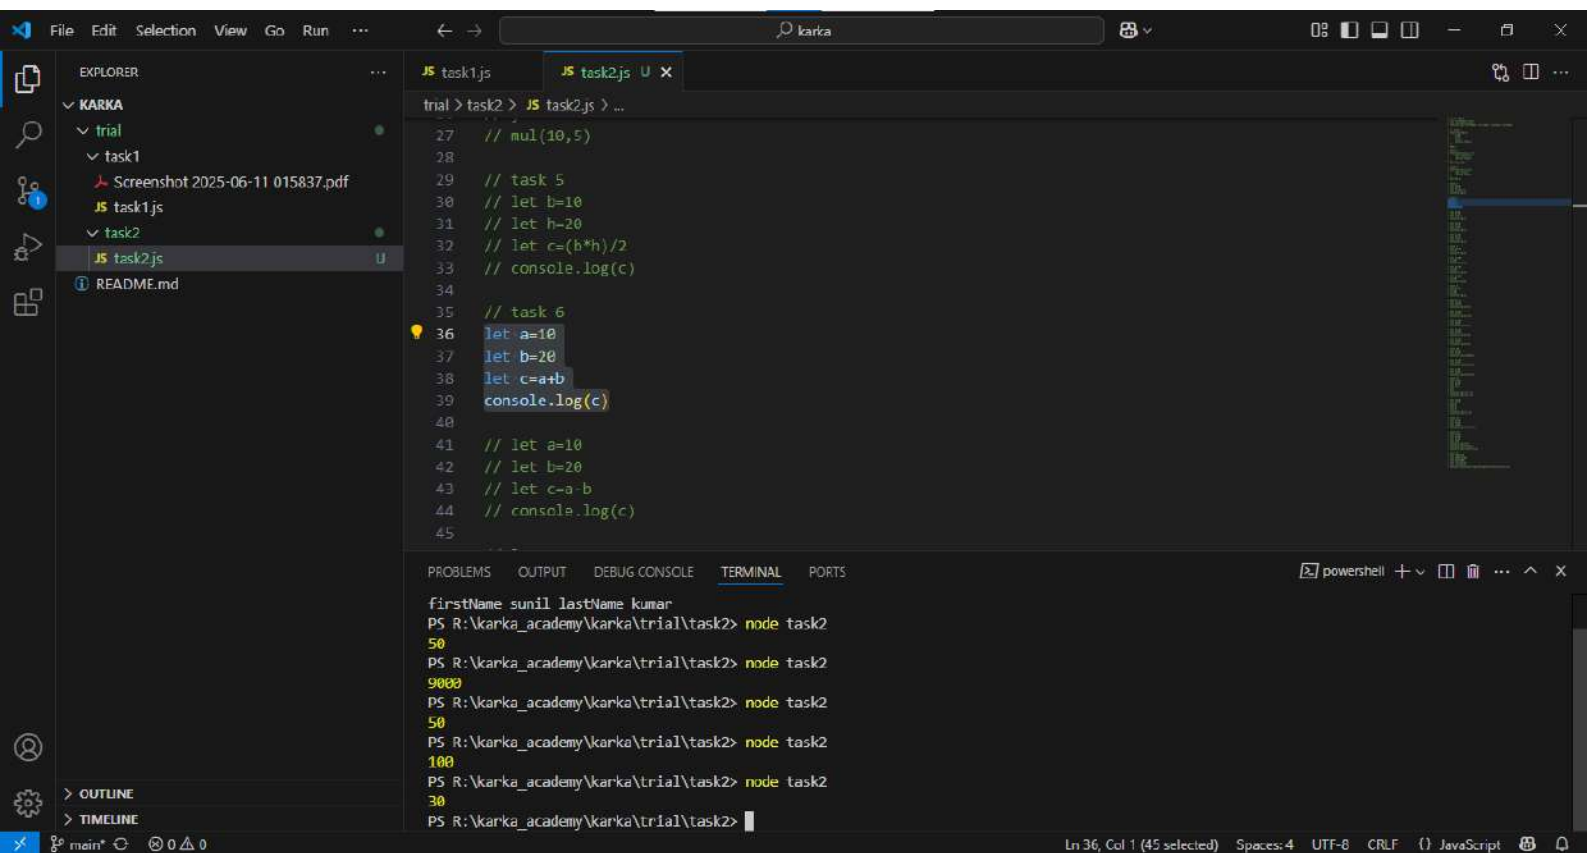 File Edit Selection View Go Run ...
karka
EXPLORER
KARKA
trial
task1
Screenshot 2025-06-11 015837.pdf
JS task1.js
task2
JS task2.js U
README.md
OUTLINE
TIMELINE
JS task1.js
JS task2.js U
trial > task2 > JS task2.js > ...
27 // mul(10,5)
28
29 // task 5
30 // let b=10
31 // let h=20
32 // let c=(b*h)/2
33 // console.log(c)
34
35 // task 6
36 let a=10
37 let b=20
38 let c=a+b
39 console.log(c)
40
41 // let a=10
42 // let b=20
43 // let c=a-b
44 // console.log(c)
45
PROBLEMS OUTPUT DEBUG CONSOLE TERMINAL PORTS
powershell
firstName sunil lastName kumar
PS R:\karka_academy\karka\trial\task2> node task2
50
PS R:\karka_academy\karka\trial\task2> node task2
9000
PS R:\karka_academy\karka\trial\task2> node task2
50
PS R:\karka_academy\karka\trial\task2> node task2
100
PS R:\karka_academy\karka\trial\task2> node task2
30
PS R:\karka_academy\karka\trial\task2>
main* 0 0
Ln 36, Col 1 (45 selected) Spaces: 4 UTF-8 CRLF {} JavaScript